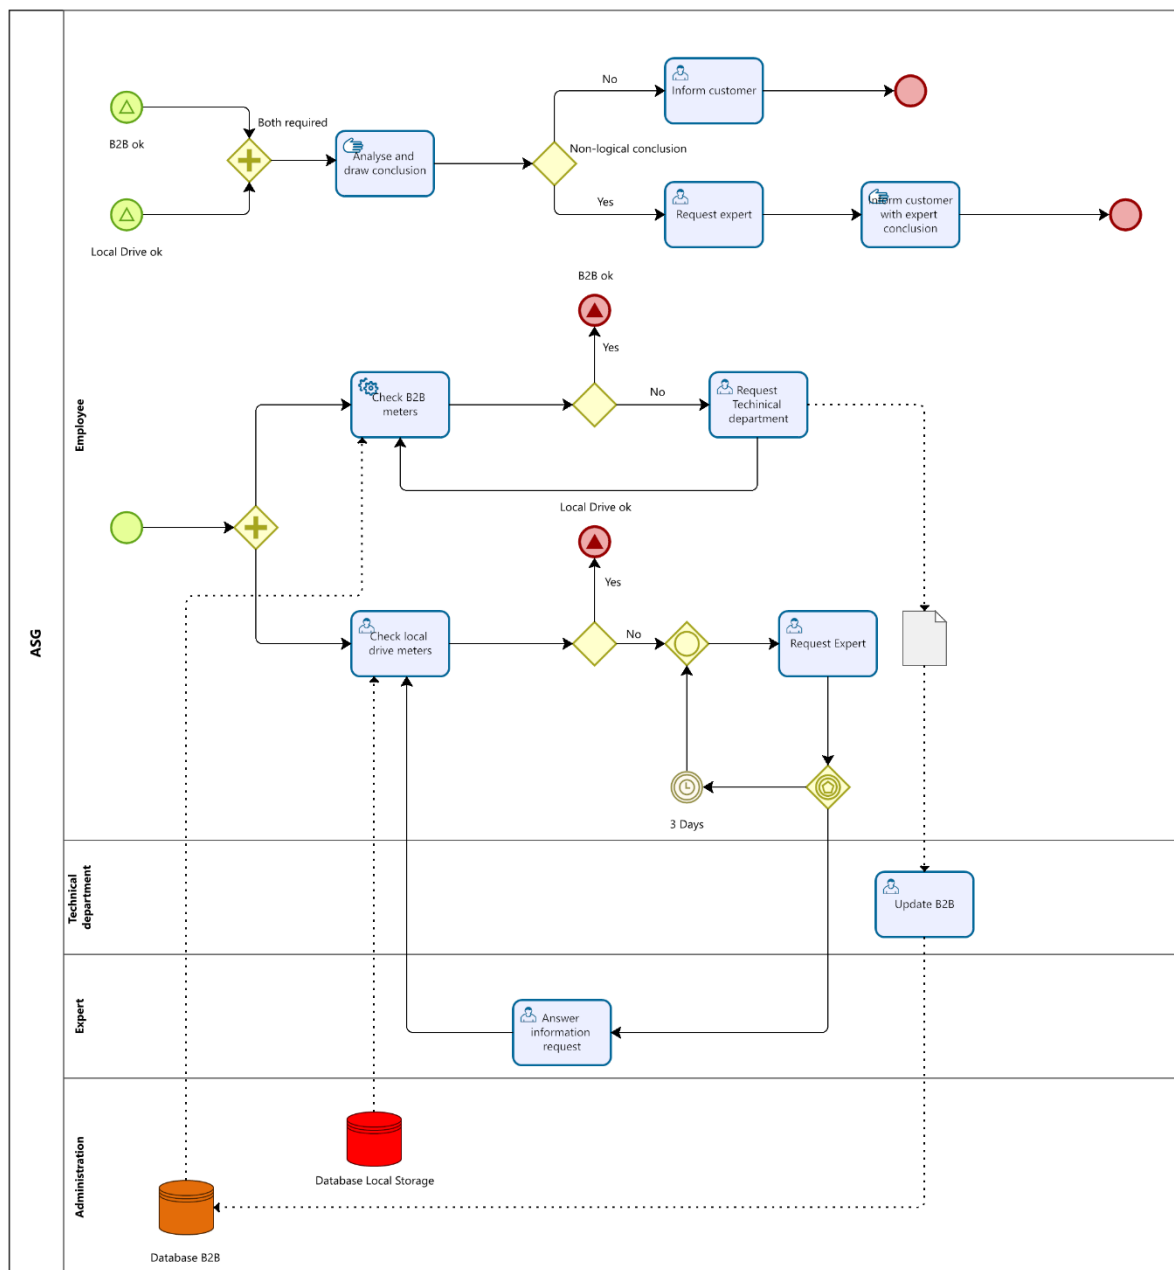 ASG
Employee
B2B ok
Local Drive ok
Both required
Analyse and
draw conclusion
Non-logical conclusion
No
Inform customer
Yes
Request expert
Inform customer
with expert
conclusion
B2B ok
Yes
Check B2B
meters
No
Request
Techinical
department
Local Drive ok
Yes
Check local
drive meters
No
Request Expert
3 Days
Technical
department
Update B2B
Expert
Answer
information
request
Administration
Database Local Storage
Database B2B